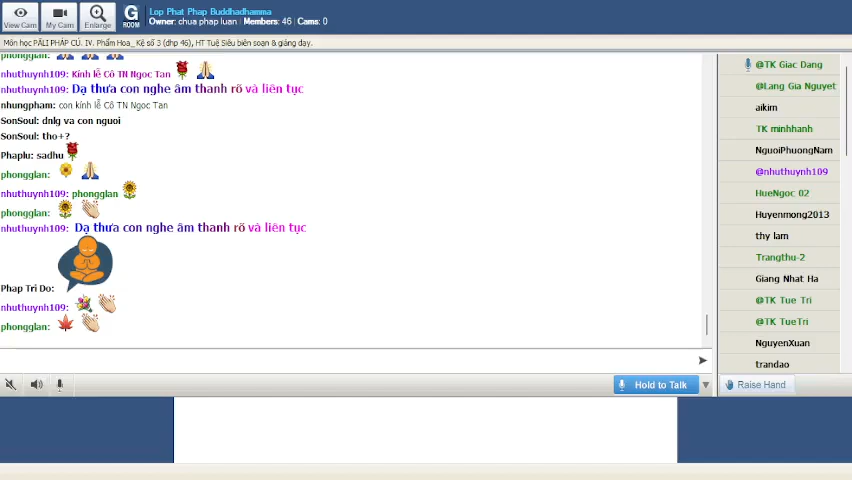 View Cam
My Cam
Enlarge
G
ROOM
Lop Phat Phap Buddhadhamma
Owner: chua phap luan | Members: 46 | Cams: 0
Môn học PĀLI PHÁP CÚ. IV. Phẩm Hoa_ Kệ số 3 (dhp 46), HT Tuệ Siêu biên soạn & giảng dạy.
phongglan:
nhuthuynh109: Kính lễ Cô TN Ngoc Tan
nhuthuynh109: Dạ thưa con nghe âm thanh rõ và liên tục
nhungpham: con kính lễ Cô TN Ngoc Tan
SonSoul: dnlg va con nguoi
SonSoul: tho+?
Phaplu: sadhu
phongglan:
nhuthuynh109: phongglan
phongglan:
nhuthuynh109: Dạ thưa con nghe âm thanh rõ và liên tục
Phap Tri Do:
nhuthuynh109:
phongglan:
Hold to Talk
@TK Giac Dang
@Lang Gia Nguyet
aikim
TK minhhanh
NguoiPhuongNam
@nhuthuynh109
HueNgoc 02
Huyenmong2013
thy lam
Trangthu-2
Giang Nhat Ha
@TK Tue Tri
@TK TueTri
NguyenXuan
trandao
Raise Hand